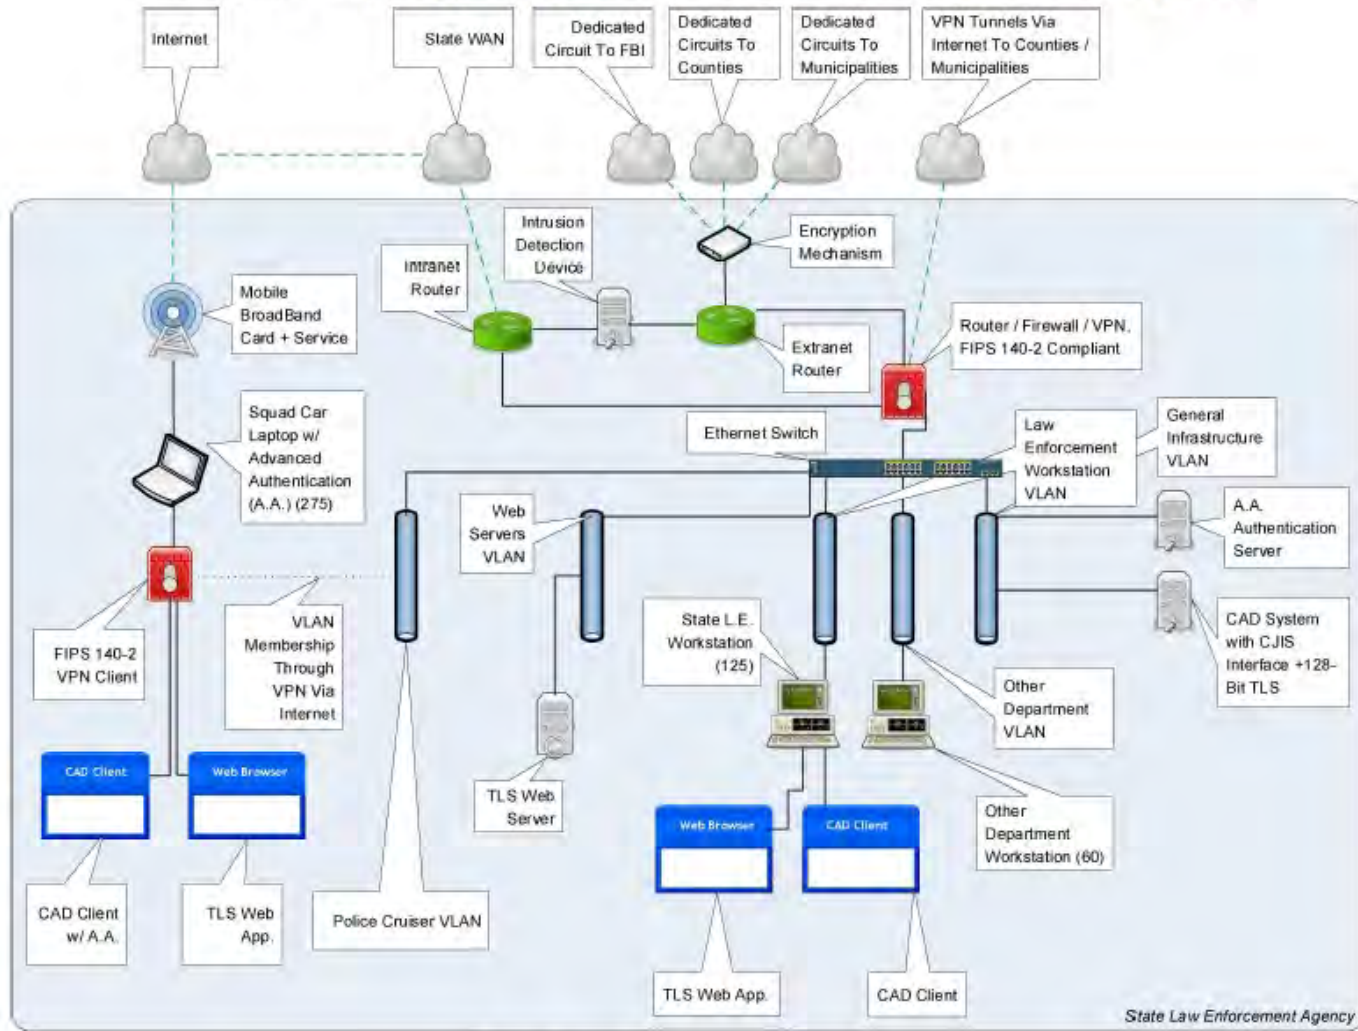 Internet
State WAN
Dedicated
Circuit To FBI
Dedicated
Circuits To
Counties
Dedicated
Circuits To
Municipalities
VPN Tunnels Via
Internet To Counties /
Municipalities
Intrusion
Detection
Device
Encryption
Mechanism
Intranet
Router
Mobile
BroadBand
Card + Service
Extranet
Router
Router / Firewall / VPN.
FIPS 140-2 Compliant
Squad Car
Laptop w/
Advanced
Authentication
(A.A.) (275)
Ethernet Switch
Law
Enforcement
Workstation
VLAN
General
Infrastructure
VLAN
Web
Servers
VLAN
A.A.
Authentication
Server
FIPS 140-2
VPN Client
VLAN
Membership
Through
VPN Via
Internet
State L.E.
Workstation
(125)
CAD System
with CJIS
Interface +128-
Bit TLS
Other
Department
VLAN
CAD Client
Web Browser
TLS Web
Server
Web Browser
CAD Client
Other
Department
Workstation (60)
CAD Client
w/ A.A.
TLS Web
App.
Police Cruiser VLAN
TLS Web App.
CAD Client
State Law Enforcement Agency